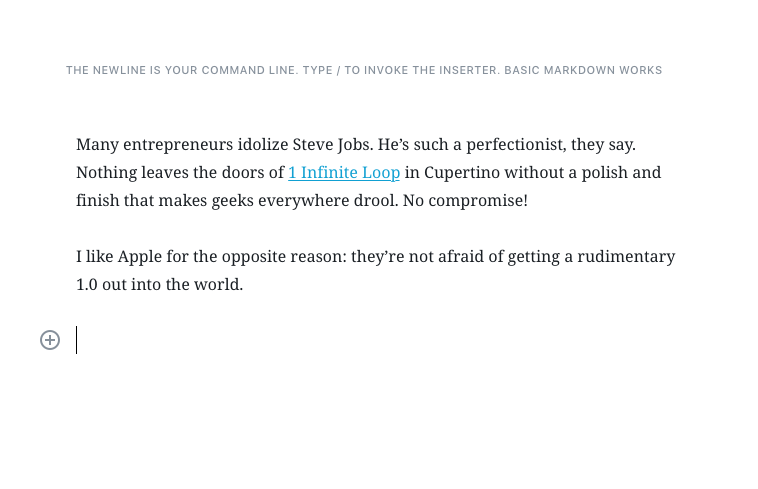 THE NEWLINE IS YOUR COMMAND LINE. TYPE / TO INVOKE THE INSERTER. BASIC MARKDOWN WORKS
Many entrepreneurs idolize Steve Jobs. He’s such a perfectionist, they say.
Nothing leaves the doors of 1 Infinite Loop in Cupertino without a polish and
finish that makes geeks everywhere drool. No compromise!
I like Apple for the opposite reason: they’re not afraid of getting a rudimentary
1.0 out into the world.